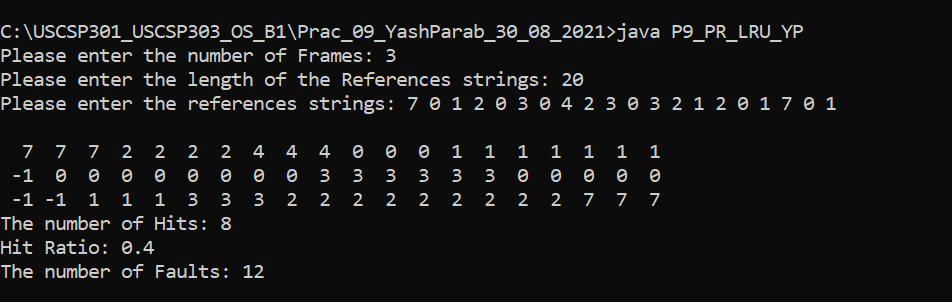 C:\USCSP301_USCSP303_OS_B1\Prac_09_YashParab_30_08_2021>java P9_PR_LRU_YP
Please enter the number of Frames: 3
Please enter the length of the References strings: 20
Please enter the references strings: 7 0 1 2 0 3 0 4 2 3 0 3 2 1 2 0 1 7 0 1
7 7 7 2 2 2 2 4 4 4 0 0 0 1 1 1 1 1 1 1
-1 0 0 0 0 0 0 0 0 3 3 3 3 3 3 0 0 0 0 0
-1 -1 1 1 1 3 3 3 2 2 2 2 2 2 2 2 2 7 7 7
The number of Hits: 8
Hit Ratio: 0.4
The number of Faults: 12